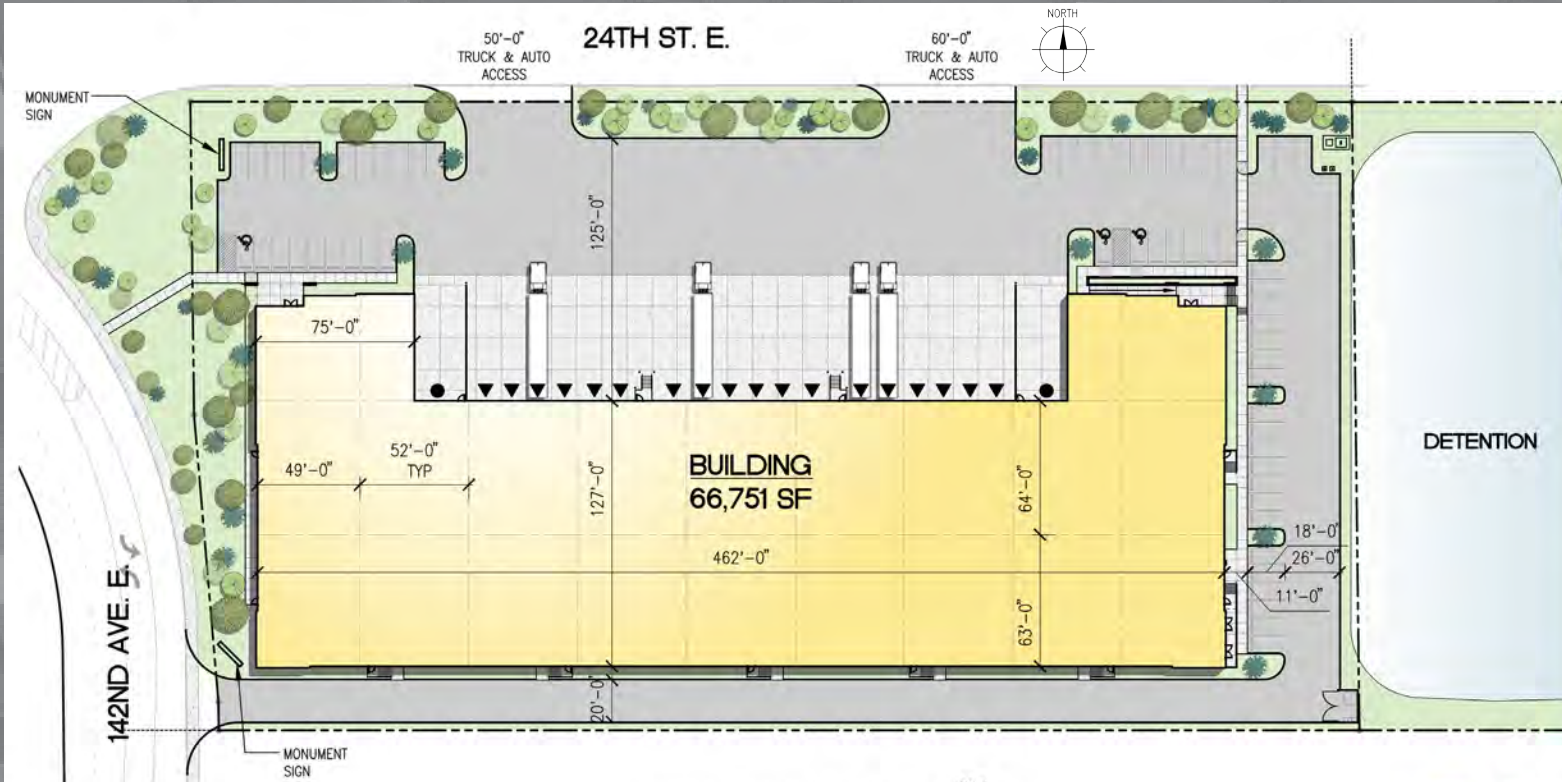 NORTH
50'-0"
TRUCK & AUTO
ACCESS
24TH ST. E.
60'-0"
TRUCK & AUTO
ACCESS
MONUMENT
SIGN
125'-0"
75'-0"
49'-0"
52'-0"
TYP
127'-0"
BUILDING
66,751 SF
64'-0"
DETENTION
462'-0"
18'-0"
26'-0"
11'-0"
63'-0"
20'-0"
142ND AVE. E.
MONUMENT
SIGN